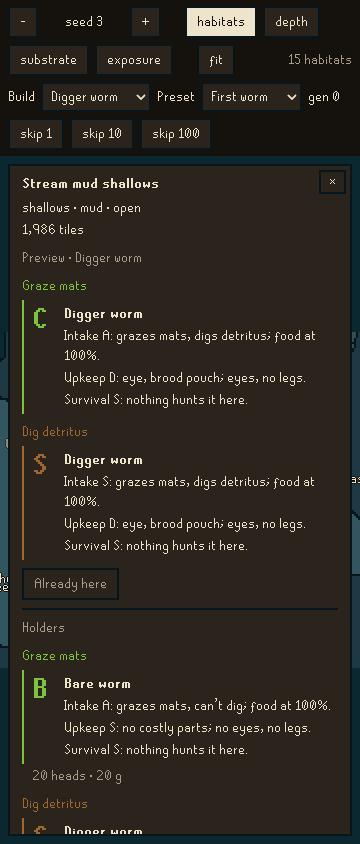 - seed 3 + habitats depth
substrate exposure fit 15 habitats
Build Digger worm Preset First worm gen 0
skip 1 skip 10 skip 100
Stream mud shallows ×
shallows • mud • open
1,986 tiles
Preview • Digger worm
Graze mats
C Digger worm
Intake A: grazes mats, digs detritus; food at
100%.
Upkeep D: eye, brood pouch; eyes, no legs.
Survival S: nothing hunts it here.
Dig detritus
S Digger worm
Intake S: grazes mats, digs detritus; food at
100%.
Upkeep D: eye, brood pouch; eyes, no legs.
Survival S: nothing hunts it here.
Already here
Holders
Graze mats
B Bare worm
Intake A: grazes mats, can't dig; food at 100%.
Upkeep S: no costly parts; no eyes, no legs.
Survival S: nothing hunts it here.
20 heads • 20 g
Dig detritus
Digger worm